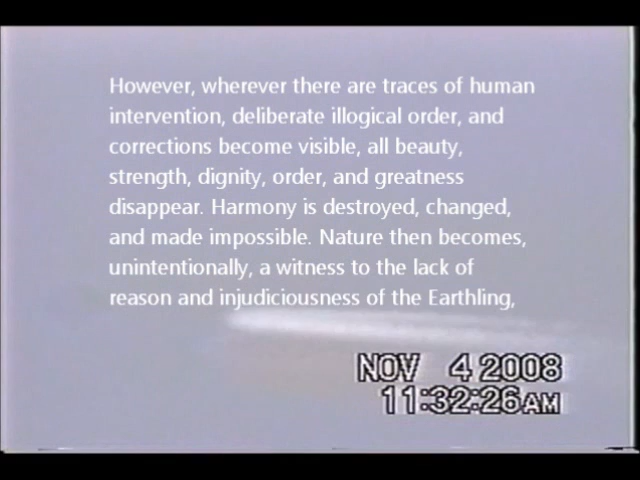 However, wherever there are traces of human
intervention, deliberate illogical order, and
corrections become visible, all beauty,
strength, dignity, order, and greatness
disappear. Harmony is destroyed, changed,
and made impossible. Nature then becomes,
unintentionally, a witness to the lack of
reason and injudiciousness of the Earthling,
NOV 4 2008
11:32:26AM